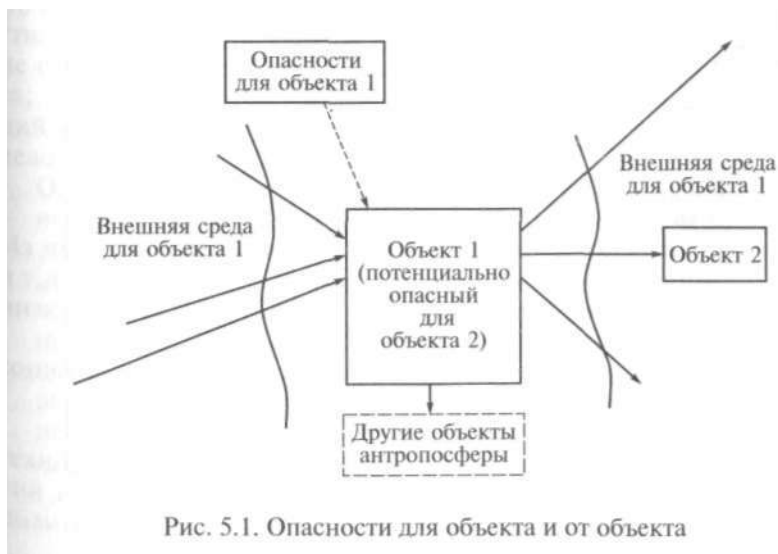 Опасности
для объекта 1
Внешняя среда
для объекта 1
Внешняя среда
для объекта 1
Объект 1
(потенциально
опасный
для
объекта 2)
Объект 2
Другие объекты
антропосферы
Рис. 5.1. Опасности для объекта и от объекта